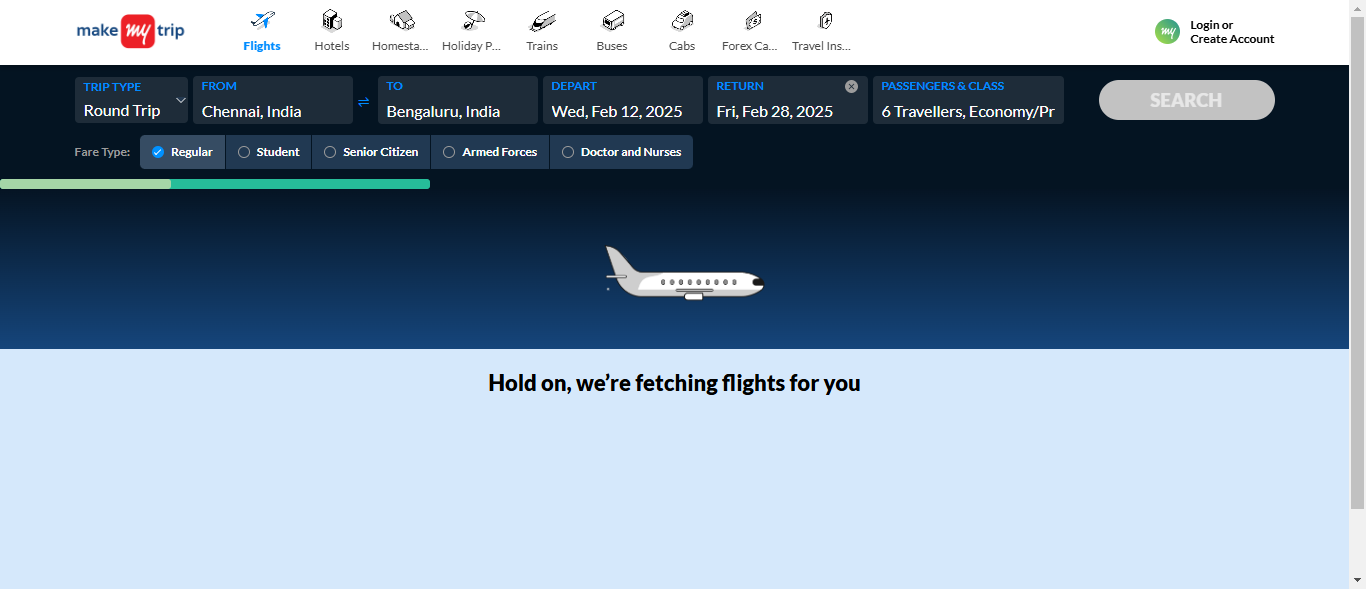 make my trip
Flights
Hotels
Homesta...
Holiday P...
Trains
Buses
Cabs
Forex Ca...
Travel Ins...
my
Login or
Create Account
TRIP TYPE
Round Trip
FROM
Chennai, India
TO
Bengaluru, India
DEPART
Wed, Feb 12, 2025
RETURN
Fri, Feb 28, 2025
PASSENGERS & CLASS
6 Travellers, Economy/Pr
SEARCH
Fare Type:
Regular
Student
Senior Citizen
Armed Forces
Doctor and Nurses
Hold on, we’re fetching flights for you